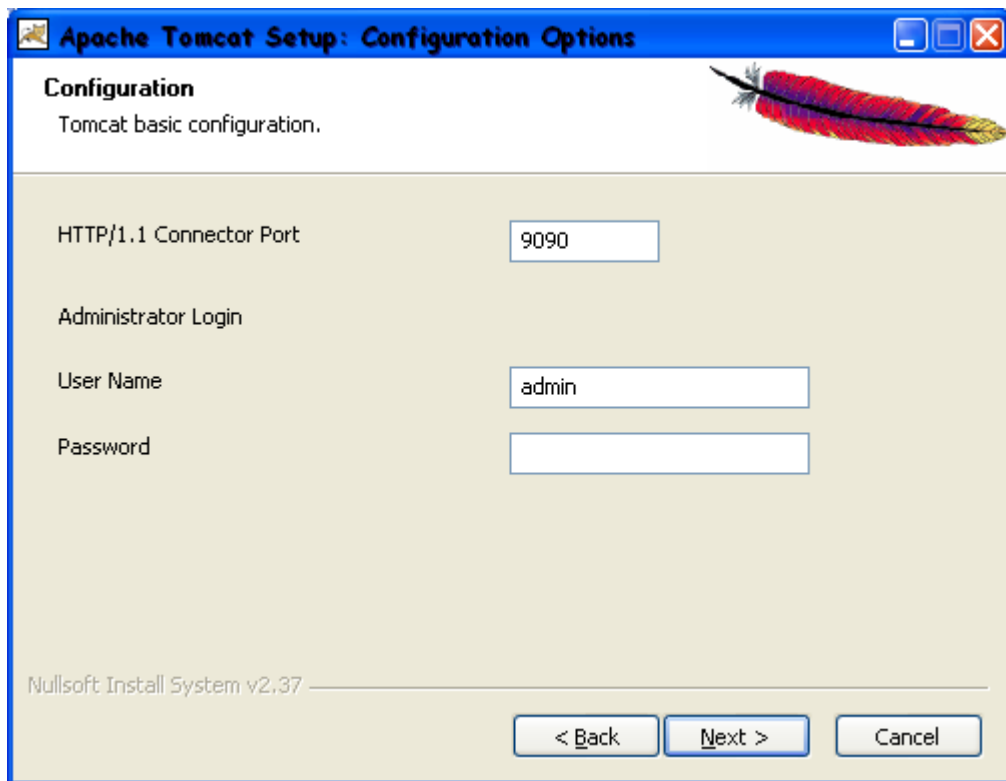 Apache Tomcat Setup: Configuration Options
Configuration
Tomcat basic configuration.
HTTP/1.1 Connector Port 9090
Administrator Login
User Name admin
Password
Nullsoft Install System v2.37
< Back Next > Cancel